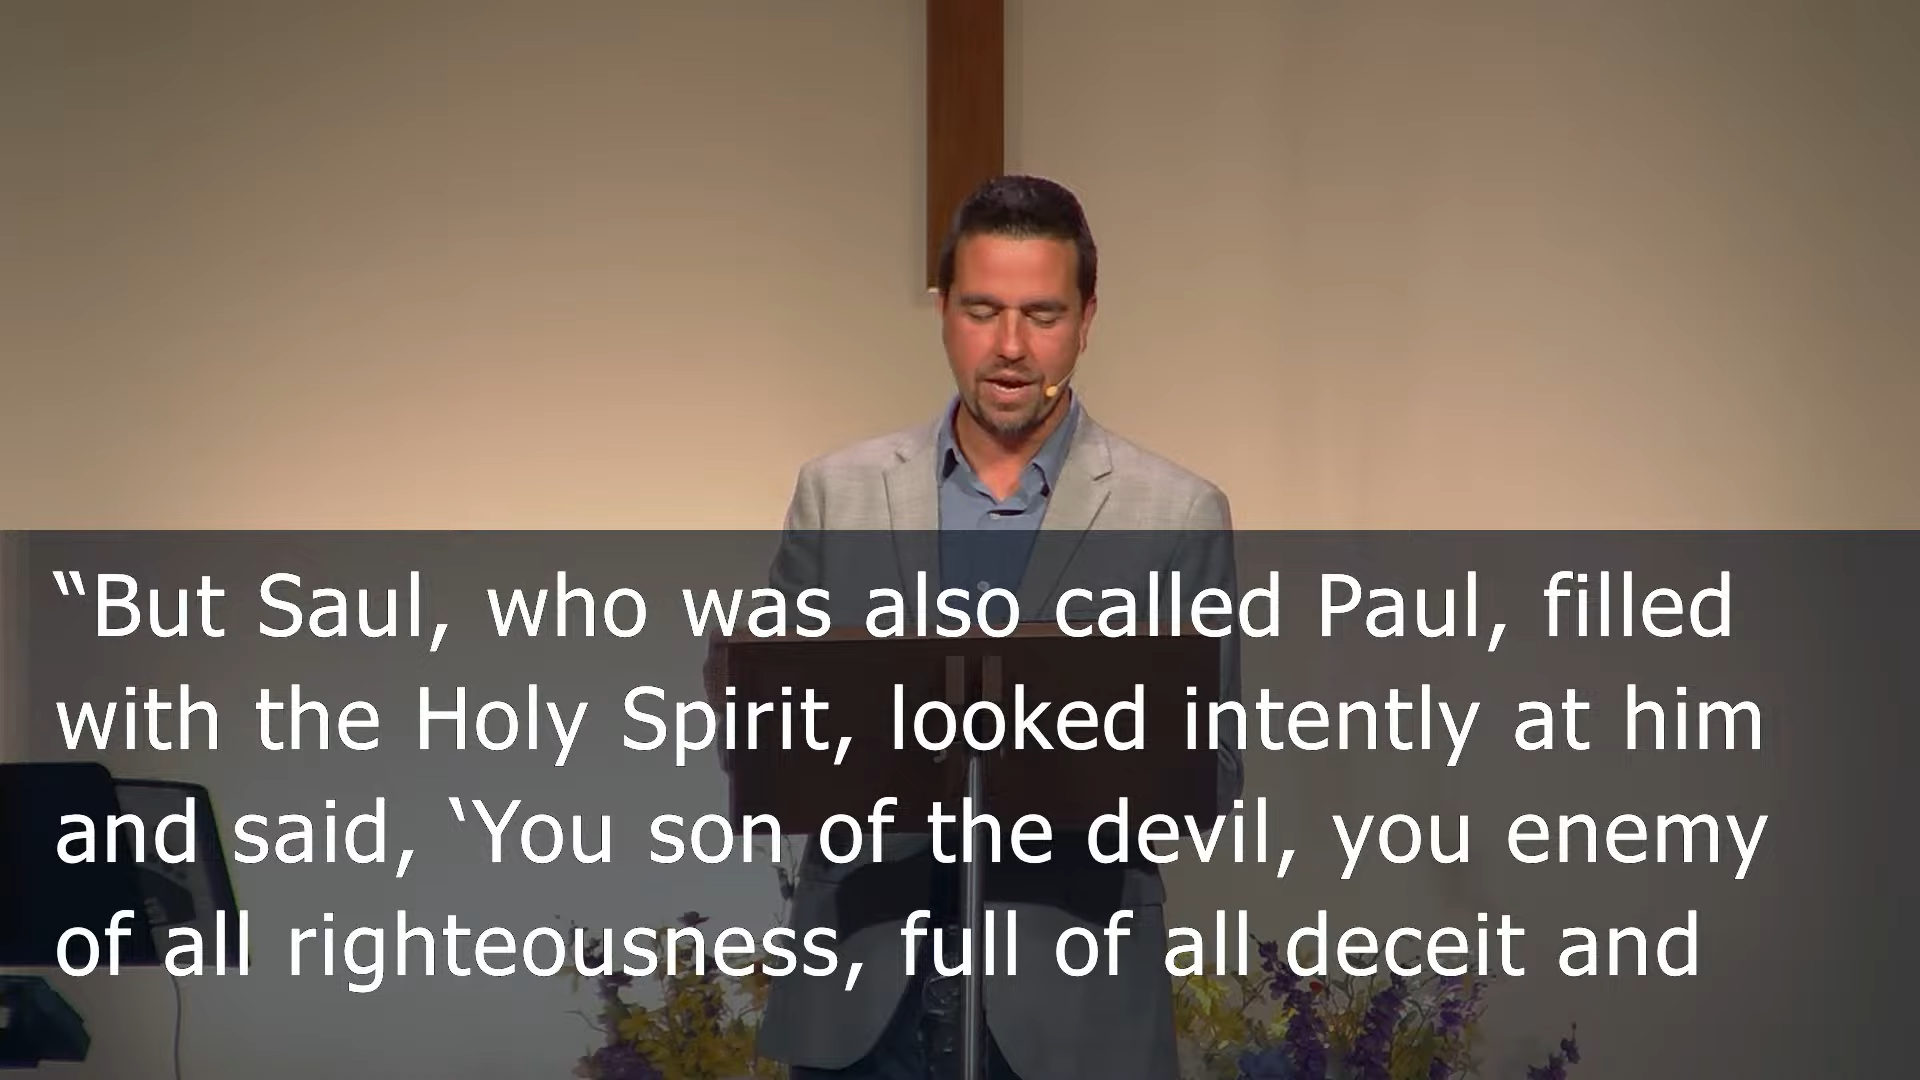 “But Saul, who was also called Paul, filled
with the Holy Spirit, looked intently at him
and said, ‘You son of the devil, you enemy
of all righteousness, full of all deceit and